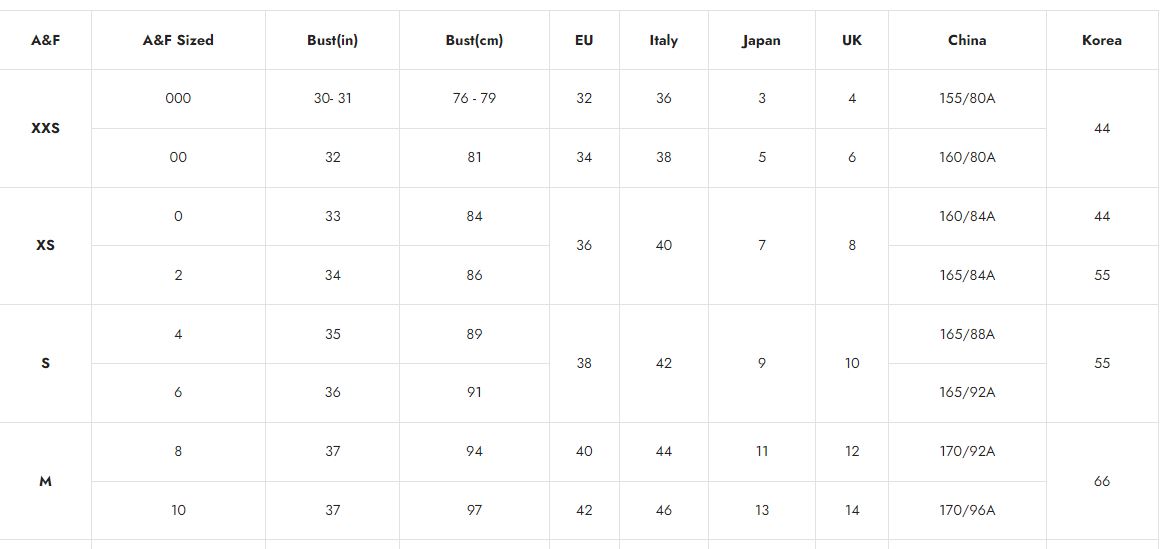 A&F A&F Sized Bust(in) Bust(cm) EU Italy Japan UK China Korea
000 30- 31 76 - 79 32 36 3 4 155/80A
XXS 44
00 32 81 34 38 5 6 160/80A
0 33 84 160/84A 44
XS 36 40 7 8
2 34 86 165/84A 55
4 35 89 165/88A
S 38 42 9 10 55
6 36 91 165/92A
8 37 94 40 44 11 12 170/92A
M 66
10 37 97 42 46 13 14 170/96A